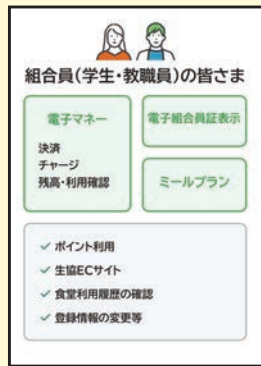 組合員(学生・教職員)の皆さま
電子マネー
決済
チャージ
残高・利用確認
電子組合員証表示
ミールプラン
ポイント利用
生協ECサイト
食堂利用履歴の確認
登録情報の変更等